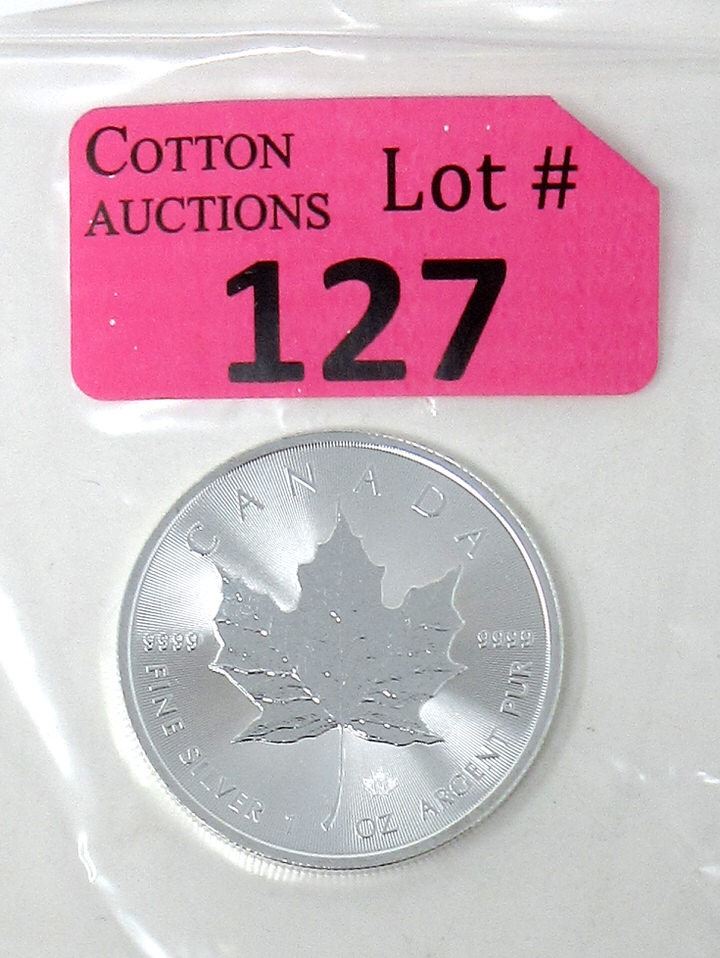 COTTON
AUCTIONS
Lot #
127
CANADA
9999
9999
FINE SILVER 1 OZ ARGENT PUR